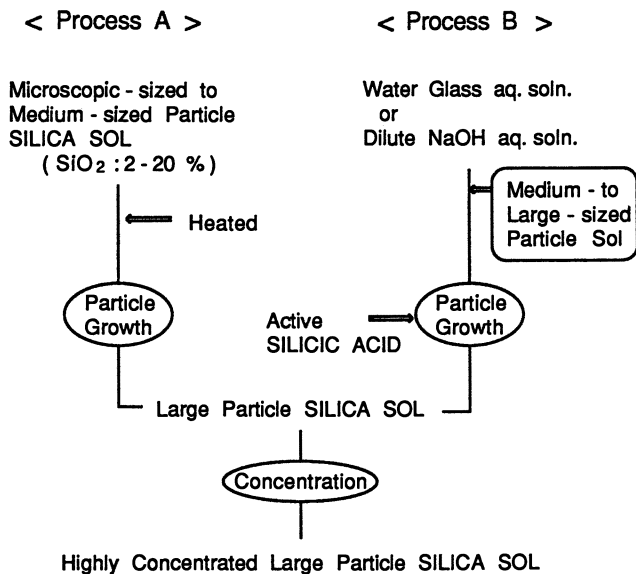 < Process A >
Microscopic - sized to
Medium - sized Particle
SILICA SOL
( SiO2 : 2 - 20 % )
Heated
Particle
Growth
< Process B >
Water Glass aq. soln.
or
Dilute NaOH aq. soln.
Medium - to
Large - sized
Particle Sol
Active
SILICIC ACID
Particle
Growth
Large Particle SILICA SOL
Concentration
Highly Concentrated Large Particle SILICA SOL